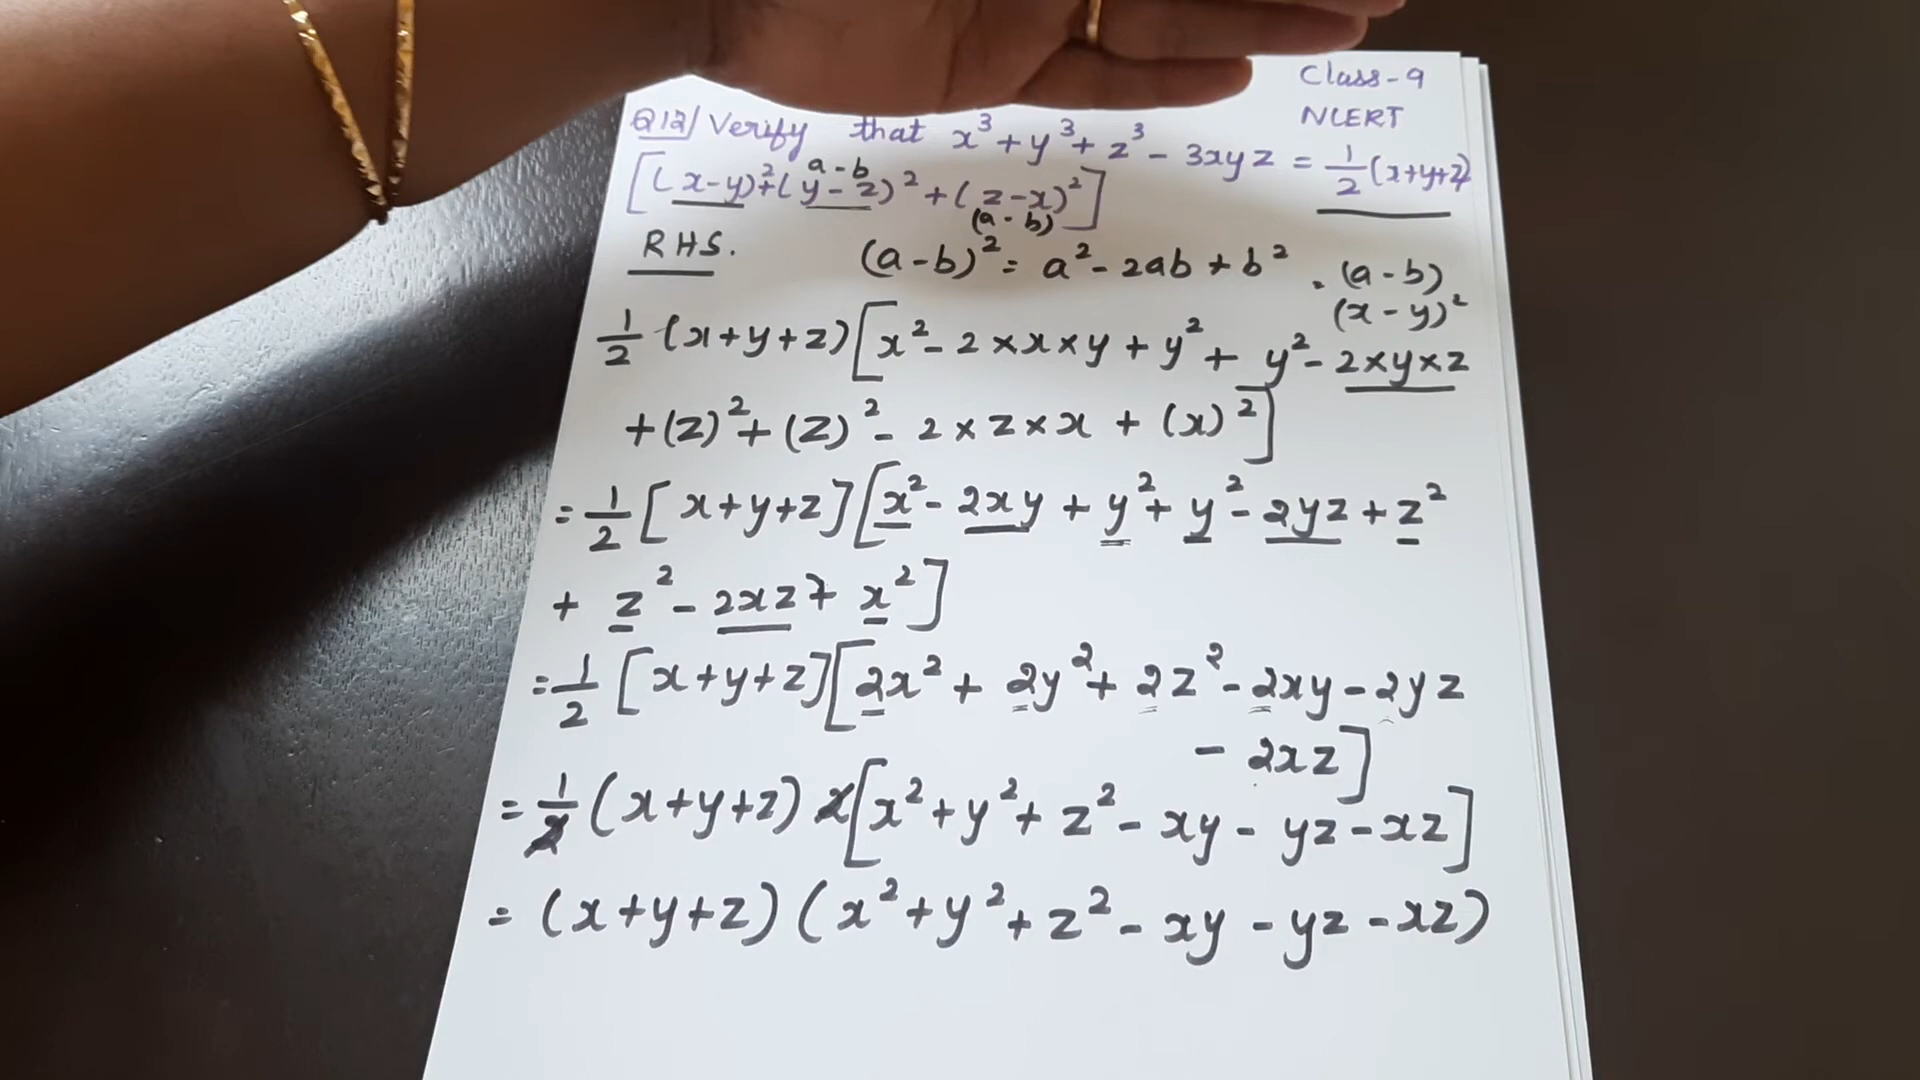 Class-9
NCERT
Q12/ Verify that x³ + y³ + z³ - 3xyz = 1/2 (x+y+z)
[(x-y)² + (y-z)² + (z-x)²]
a-b
(a-b)
RHS. (a-b)² = a² - 2ab + b² . (a-b)
(x-y)²
1/2 (x+y+z) [x² - 2××x×y + y² + y² - 2×y×z
+ (z)² + (z)² - 2×z×x + (x)²]
= 1/2 [x+y+z] [x² - 2xy + y² + y² - 2yz + z²
+ z² - 2xz + x²]
= 1/2 [x+y+z] [2x² + 2y² + 2z² - 2xy - 2yz
- 2xz]
= 1/2 (x+y+z) 2 [x² + y² + z² - xy - yz - xz]
= (x+y+z) (x² + y² + z² - xy - yz - xz)